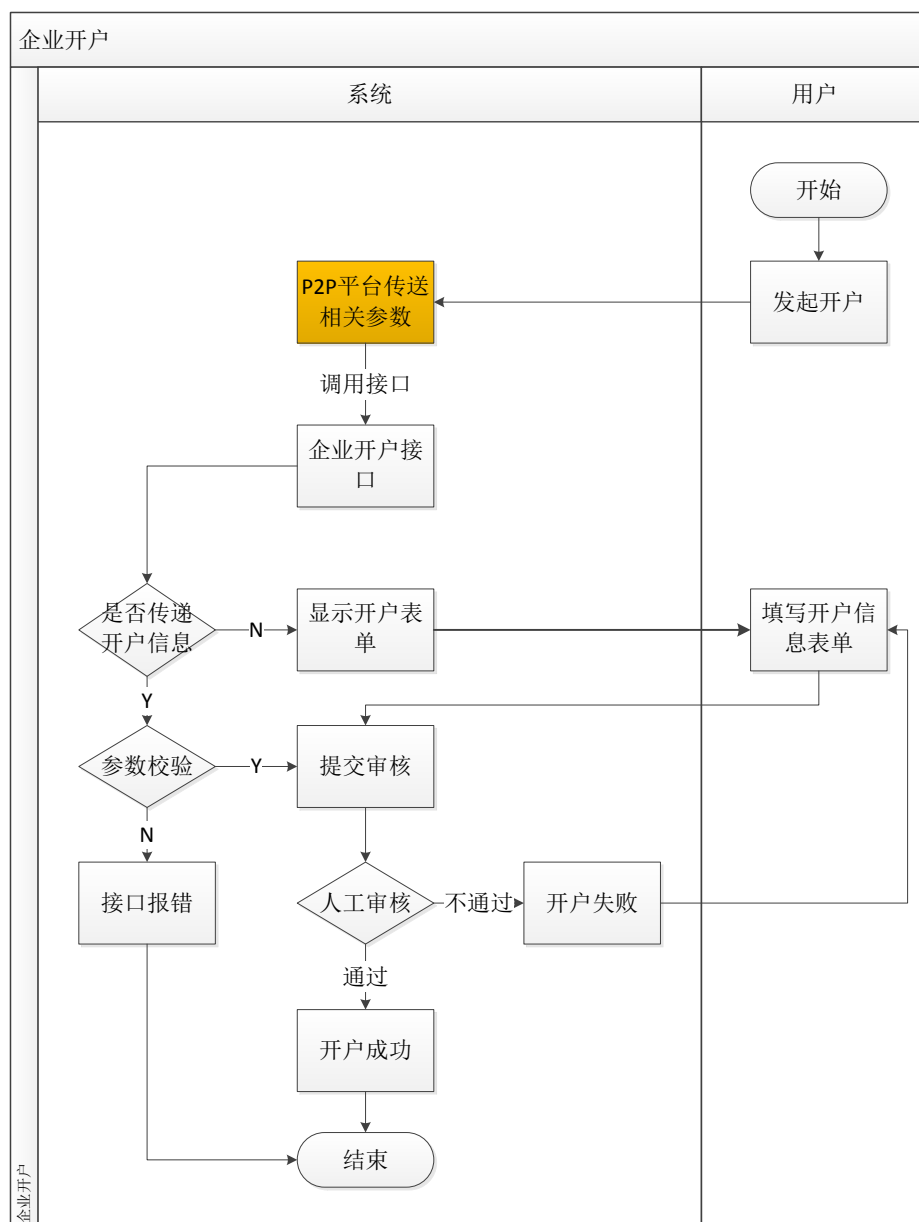 企业开户
系统
用户
开始
P2P平台传送
相关参数
发起开户
调用接口
企业开户接
口
是否传递
开户信息
N
显示开户表
单
填写开户信
息表单
Y
参数校验
Y
提交审核
N
接口报错
人工审核
不通过
开户失败
通过
开户成功
结束
企业开户